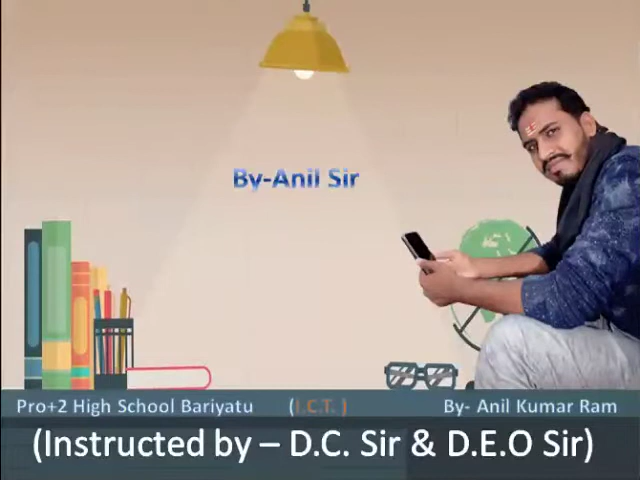 By-Anil Sir
Pro+2 High School Bariyatu (I.C.T. ) By- Anil Kumar Ram
(Instructed by – D.C. Sir & D.E.O Sir)